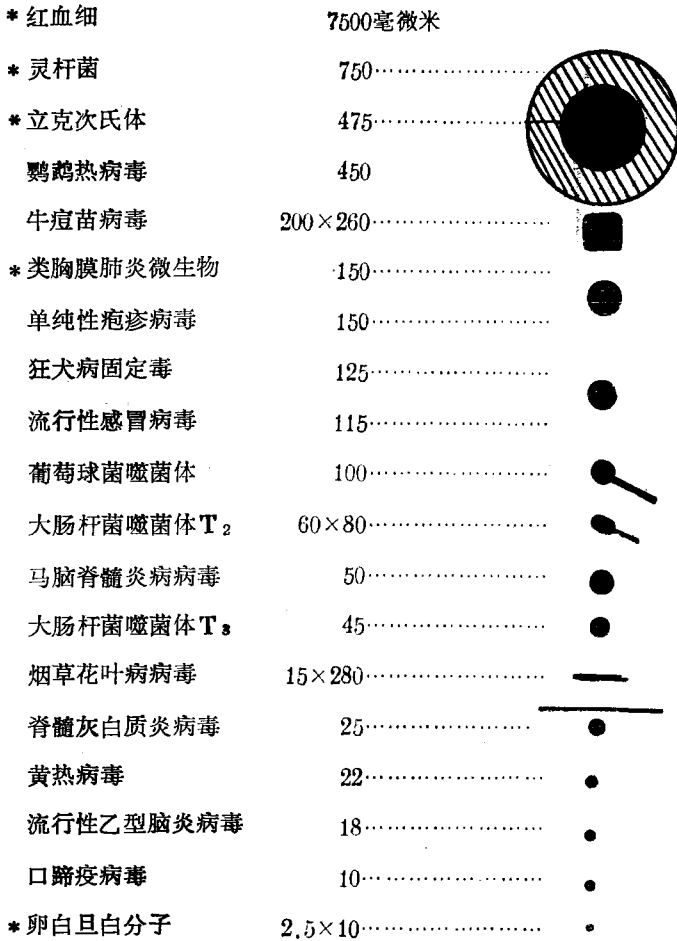 * 红血细 7500毫微米
* 灵杆菌 750
* 立克次氏体 475
鹦鹉热病毒 450
牛痘苗病毒 200×260
* 类胸膜肺炎微生物 150
单纯性疱疹病毒 150
狂犬病固定毒 125
流行性感冒病毒 115
葡萄球菌噬菌体 100
大肠杆菌噬菌体T₂ 60×80
马脑脊髓炎病病毒 50
大肠杆菌噬菌体T₃ 45
烟草花叶病病毒 15×280
脊髓灰白质炎病毒 25
黄热病毒 22
流行性乙型脑炎病毒 18
口蹄疫病毒 10
* 卵白旦白分子 2.5×10